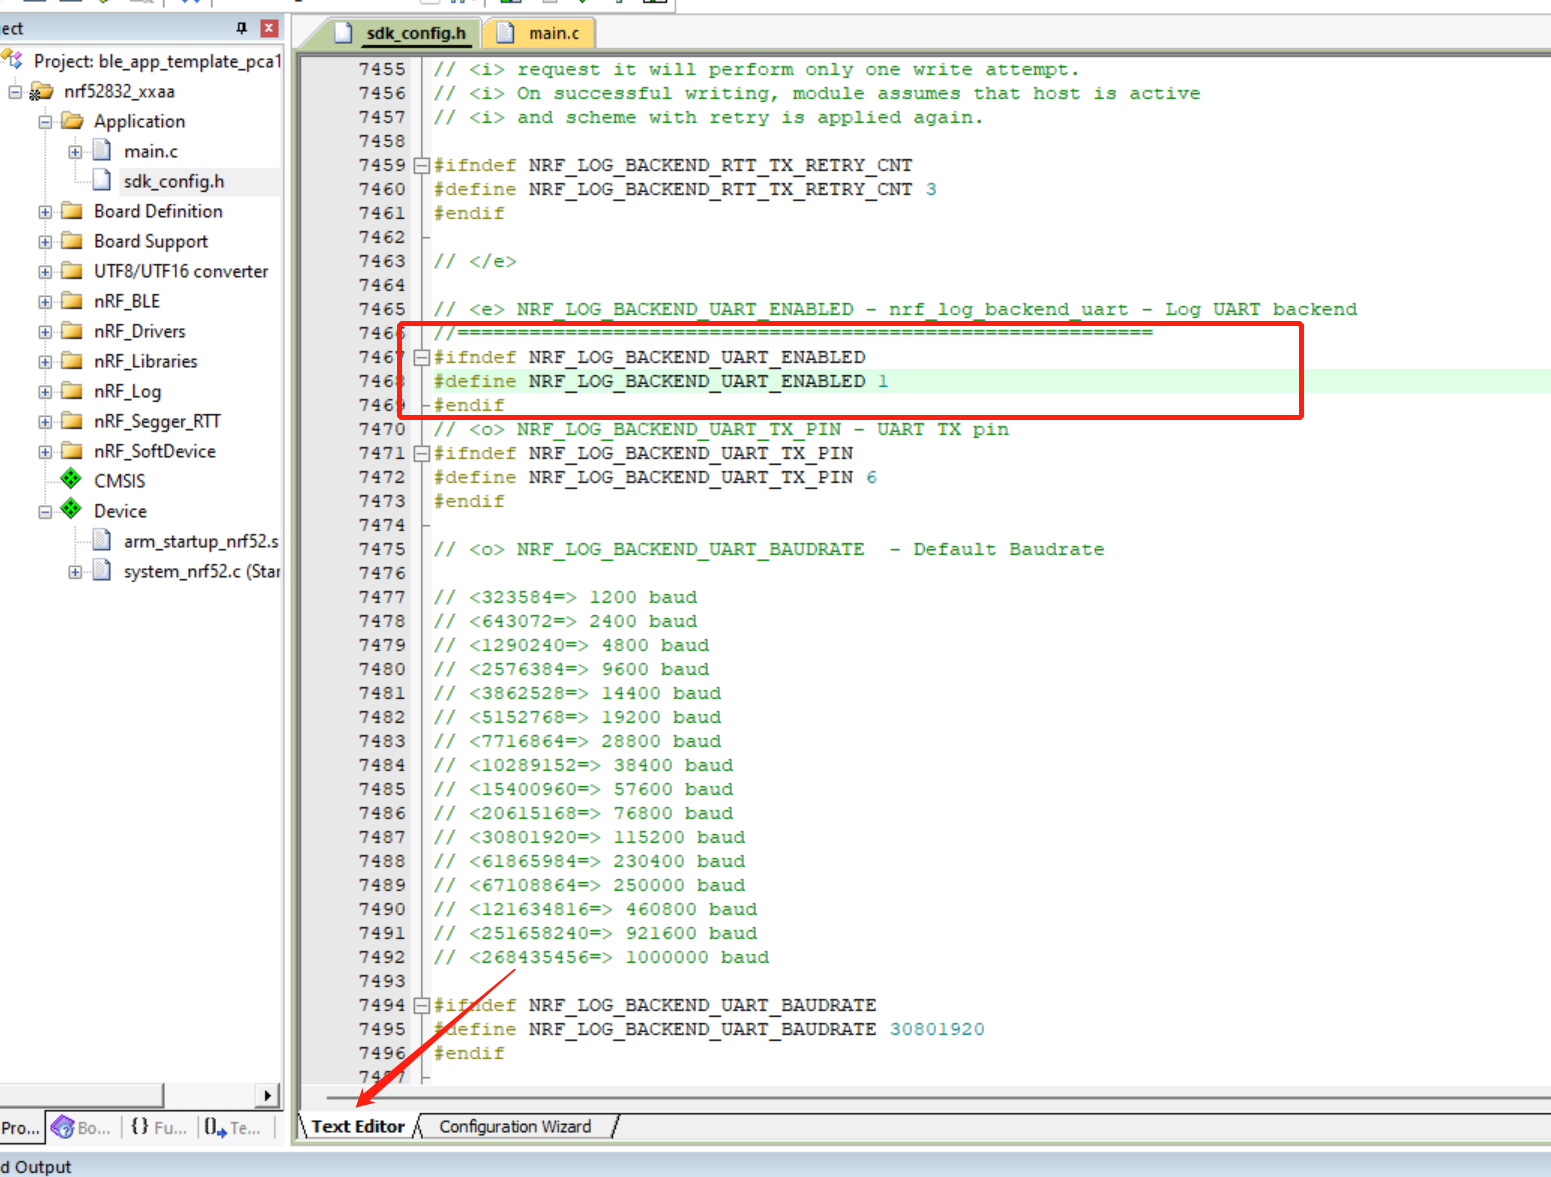 ect
Project: ble_app_template_pca1
nrf52832_xxaa
Application
main.c
sdk_config.h
Board Definition
Board Support
UTF8/UTF16 converter
nRF_BLE
nRF_Drivers
nRF_Libraries
nRF_Log
nRF_Segger_RTT
nRF_SoftDevice
CMSIS
Device
arm_startup_nrf52.s
system_nrf52.c (Star
Pro... Bo... {} Fu... Te...
sdk_config.h main.c
7455 // <i> request it will perform only one write attempt.
7456 // <i> On successful writing, module assumes that host is active
7457 // <i> and scheme with retry is applied again.
7458
7459 #ifndef NRF_LOG_BACKEND_RTT_TX_RETRY_CNT
7460 #define NRF_LOG_BACKEND_RTT_TX_RETRY_CNT 3
7461 #endif
7462
7463 // </e>
7464
7465 // <e> NRF_LOG_BACKEND_UART_ENABLED - nrf_log_backend_uart - Log UART backend
7466 //==========================================================
7467 #ifndef NRF_LOG_BACKEND_UART_ENABLED
7468 #define NRF_LOG_BACKEND_UART_ENABLED 1
7469 #endif
7470 // <o> NRF_LOG_BACKEND_UART_TX_PIN - UART TX pin
7471 #ifndef NRF_LOG_BACKEND_UART_TX_PIN
7472 #define NRF_LOG_BACKEND_UART_TX_PIN 6
7473 #endif
7474
7475 // <o> NRF_LOG_BACKEND_UART_BAUDRATE  - Default Baudrate
7476
7477 // <323584=> 1200 baud
7478 // <643072=> 2400 baud
7479 // <1290240=> 4800 baud
7480 // <2576384=> 9600 baud
7481 // <3862528=> 14400 baud
7482 // <5152768=> 19200 baud
7483 // <7716864=> 28800 baud
7484 // <10289152=> 38400 baud
7485 // <15400960=> 57600 baud
7486 // <20615168=> 76800 baud
7487 // <30801920=> 115200 baud
7488 // <61865984=> 230400 baud
7489 // <67108864=> 250000 baud
7490 // <121634816=> 460800 baud
7491 // <251658240=> 921600 baud
7492 // <268435456=> 1000000 baud
7493
7494 #ifndef NRF_LOG_BACKEND_UART_BAUDRATE
7495 #define NRF_LOG_BACKEND_UART_BAUDRATE 30801920
7496 #endif
7497
Text Editor Configuration Wizard
d Output